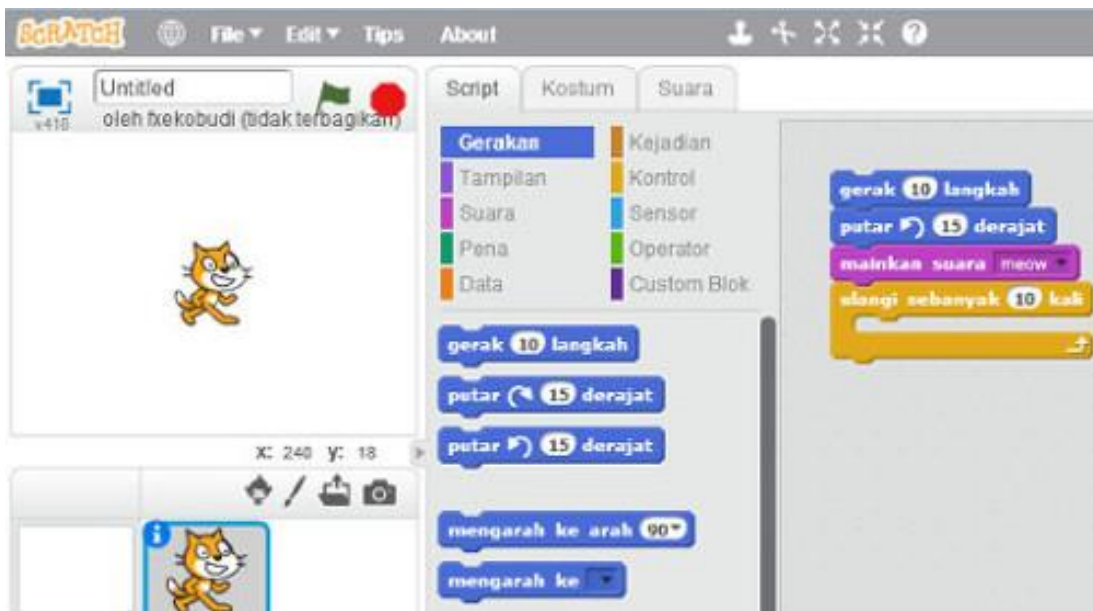 SCRATCH File Edit Tips About
Untitled
v418
oleh fxekobudi (tidak terbagikan)
x: 240 y: 18
Script Kostum Suara
Gerakan Kejadian
Tampilan Kontrol
Suara Sensor
Pena Operator
Data Custom Blok
gerak 10 langkah
putar 15 derajat
putar 15 derajat
mengarah ke arah 90
mengarah ke
gerak 10 langkah
putar 15 derajat
mainkan suara meow
ulangi sebanyak 10 kali